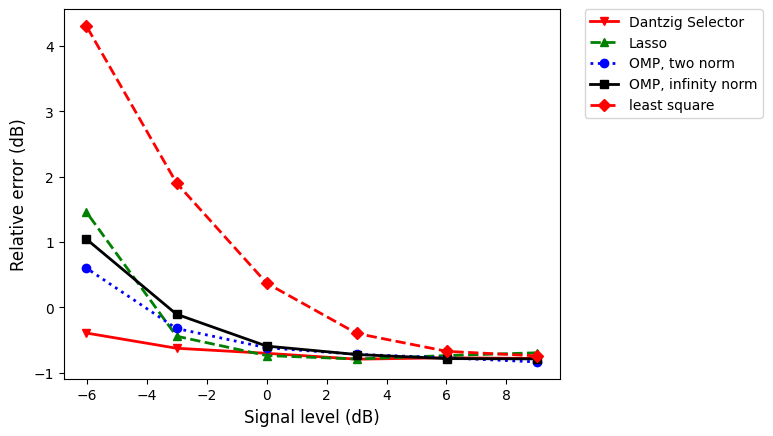 Dantzig Selector
Lasso
OMP, two norm
OMP, infinity norm
least square
Relative error (dB)
4
3
2
1
0
−1
−6 −4 −2 0 2 4 6 8
Signal level (dB)